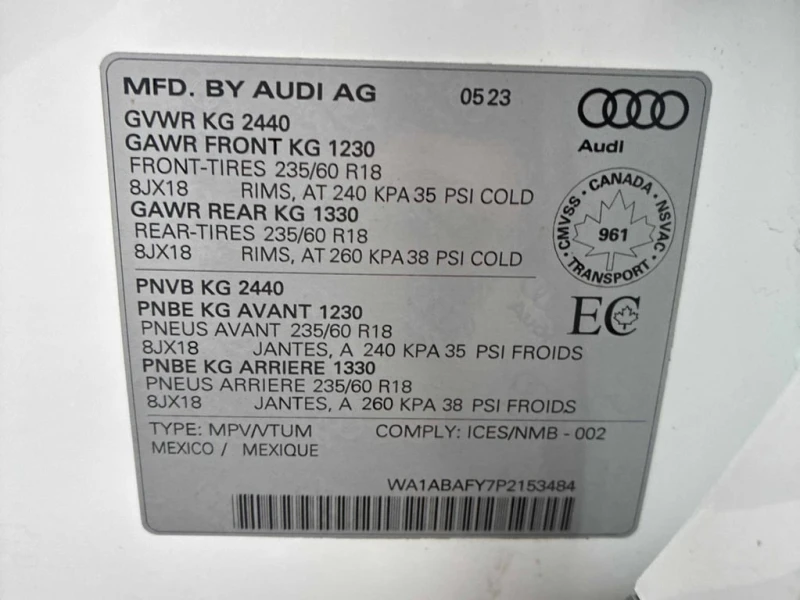 MFD. BY AUDI AG 0523
Audi
GVWR KG 2440
GAWR FRONT KG 1230
FRONT-TIRES 235/60 R18
8JX18 RIMS, AT 240 KPA 35 PSI COLD
GAWR REAR KG 1330
REAR-TIRES 235/60 R18
8JX18 RIMS, AT 260 KPA 38 PSI COLD
CMVSS · CANADA · NSVAC · TRANSPORT ·
961
PNVB KG 2440
PNBE KG AVANT 1230
PNEUS AVANT 235/60 R18
8JX18 JANTES, A 240 KPA 35 PSI FROIDS
PNBE KG ARRIERE 1330
PNEUS ARRIERE 235/60 R18
8JX18 JANTES, A 260 KPA 38 PSI FROIDS
EC
TYPE: MPV/VTUM COMPLY: ICES/NMB - 002
MEXICO / MEXIQUE
WA1ABAFY7P2153484